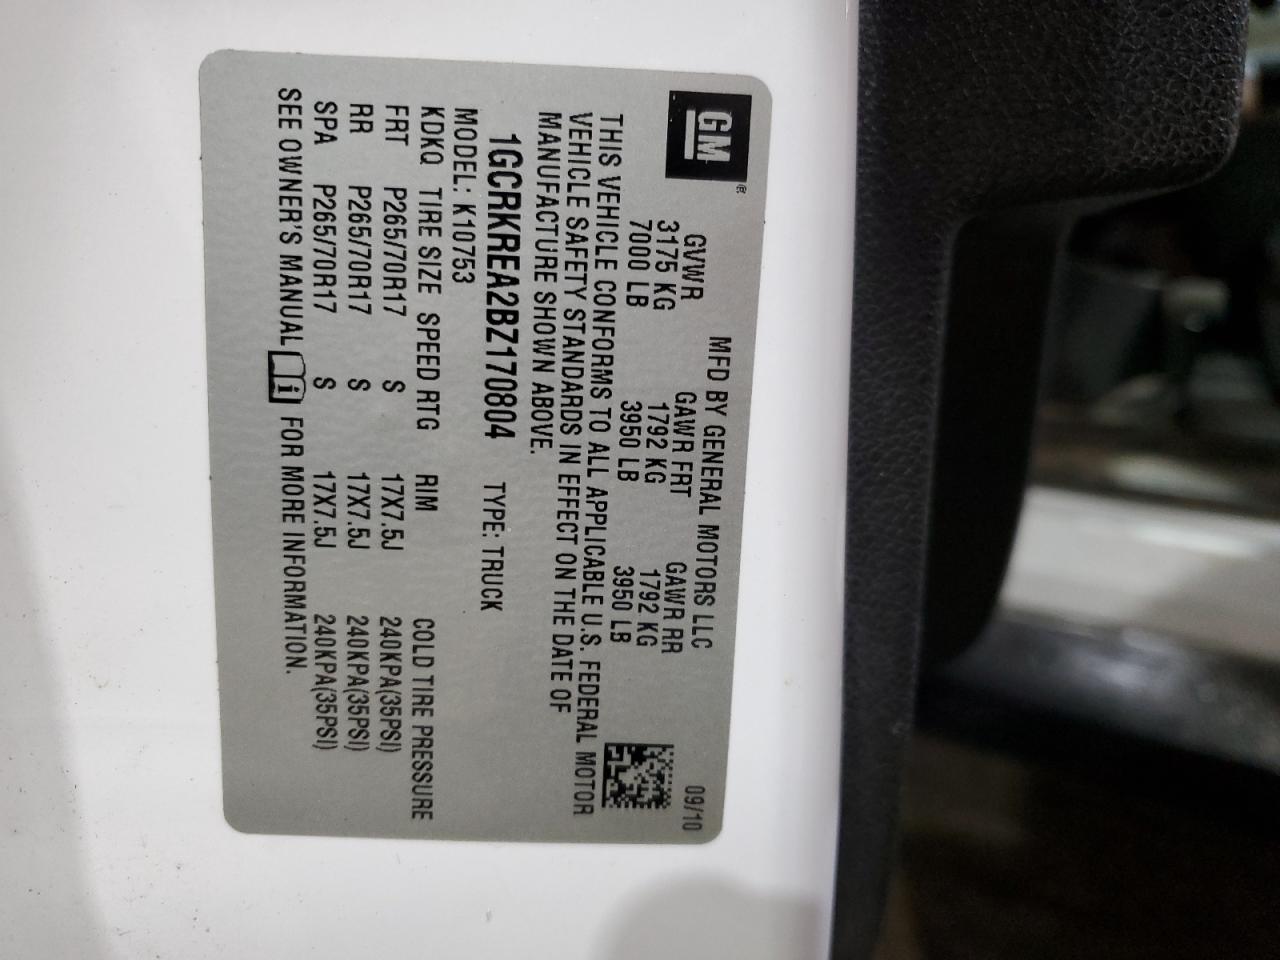 GM®
MFD BY GENERAL MOTORS LLC 09/10
GVWR GAWR FRT GAWR RR
3175 KG 1792 KG 1792 KG
7000 LB 3950 LB 3950 LB
THIS VEHICLE CONFORMS TO ALL APPLICABLE U.S. FEDERAL MOTOR
VEHICLE SAFETY STANDARDS IN EFFECT ON THE DATE OF
MANUFACTURE SHOWN ABOVE.
1GCRKREA2BZ170804 TYPE: TRUCK
MODEL: K10753
KDKQ TIRE SIZE SPEED RTG RIM COLD TIRE PRESSURE
FRT P265/70R17 S 17X7.5J 240KPA(35PSI)
RR P265/70R17 S 17X7.5J 240KPA(35PSI)
SPA P265/70R17 S 17X7.5J 240KPA(35PSI)
SEE OWNER'S MANUAL i FOR MORE INFORMATION.